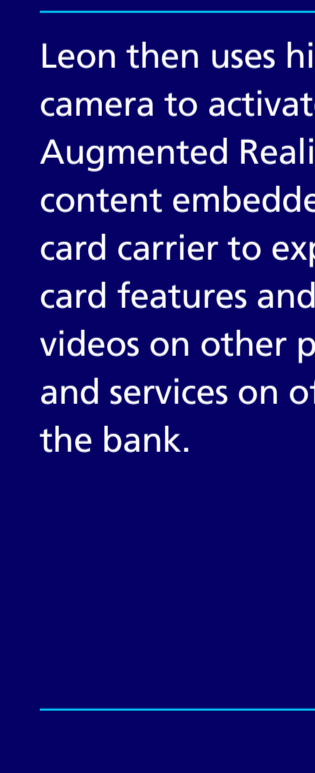 Leon then uses hi
camera to activat
Augmented Reali
content embedde
card carrier to exp
card features and
videos on other p
and services on of
the bank.